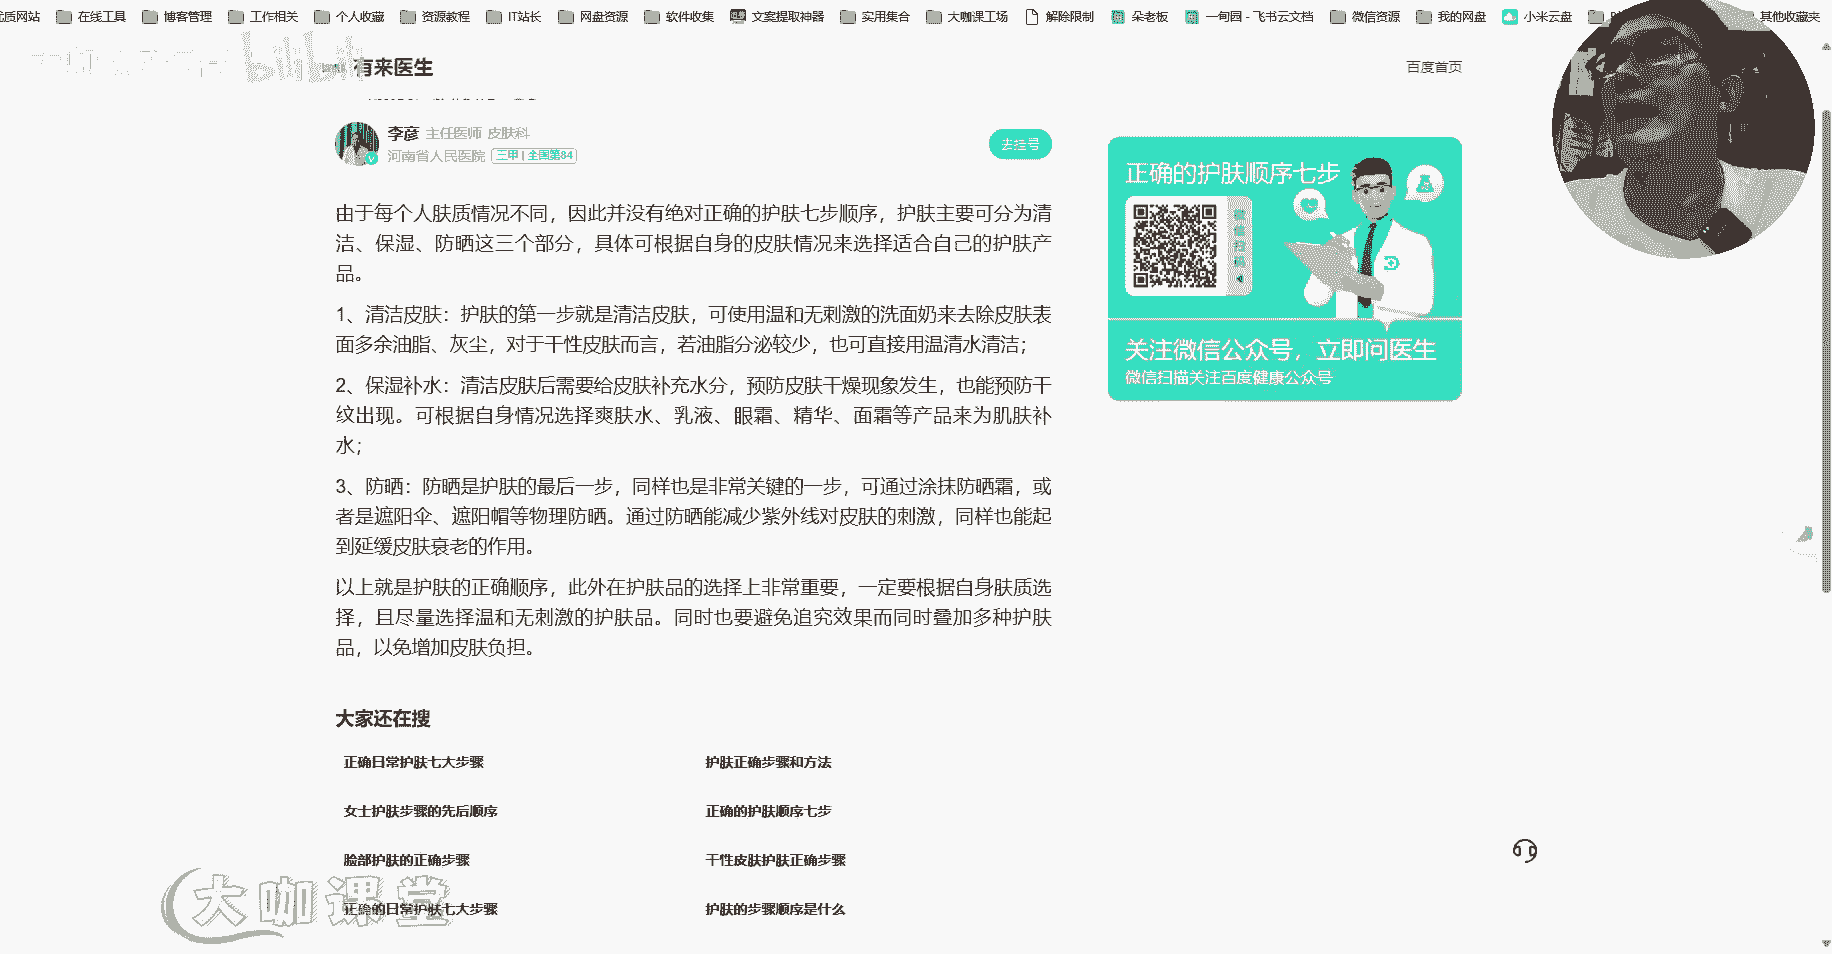 优质网站 在线工具 博客管理 工作相关 个人收藏 资源教程 IT站长 网盘资源 软件收集 文案提取神器 实用集合 大咖课工场 解除限制 朵老板 一甸园 - 飞书云文档 微信资源 我的网盘 小米云盘 其他收藏夹
bilibili
有来医生
百度首页
李彦 主任医师 皮肤科
河南省人民医院 三甲 | 全国第84
去挂号
由于每个人肤质情况不同，因此并没有绝对正确的护肤七步顺序，护肤主要可分为清
洁、保湿、防晒这三个部分，具体可根据自身的皮肤情况来选择适合自己的护肤产
品。
1、清洁皮肤：护肤的第一步就是清洁皮肤，可使用温和无刺激的洗面奶来去除皮肤表
面多余油脂、灰尘，对于干性皮肤而言，若油脂分泌较少，也可直接用温清水清洁；
2、保湿补水：清洁皮肤后需要给皮肤补充水分，预防皮肤干燥现象发生，也能预防干
纹出现。可根据自身情况选择爽肤水、乳液、眼霜、精华、面霜等产品来为肌肤补
水；
3、防晒：防晒是护肤的最后一步，同样也是非常关键的一步，可通过涂抹防晒霜，或
者是遮阳伞、遮阳帽等物理防晒。通过防晒能减少紫外线对皮肤的刺激，同样也能起
到延缓皮肤衰老的作用。
以上就是护肤的正确顺序，此外在护肤品的选择上非常重要，一定要根据自身肤质选
择，且尽量选择温和无刺激的护肤品。同时也要避免追究效果而同时叠加多种护肤
品，以免增加皮肤负担。
正确的护肤顺序七步
关注微信公众号，立即问医生
微信扫描关注百度健康公众号
大家还在搜
正确日常护肤七大步骤
护肤正确步骤和方法
女士护肤步骤的先后顺序
正确的护肤顺序七步
脸部护肤的正确步骤
干性皮肤护肤正确步骤
正确的日常护肤七大步骤
护肤的步骤顺序是什么
大咖课堂